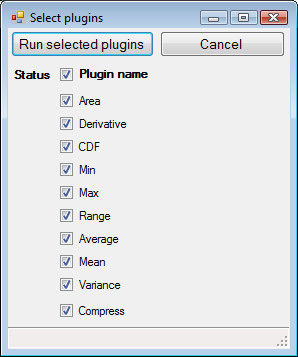 Select plugins
Run selected plugins Cancel
Status Plugin name
Area
Derivative
CDF
Min
Max
Range
Average
Mean
Variance
Compress